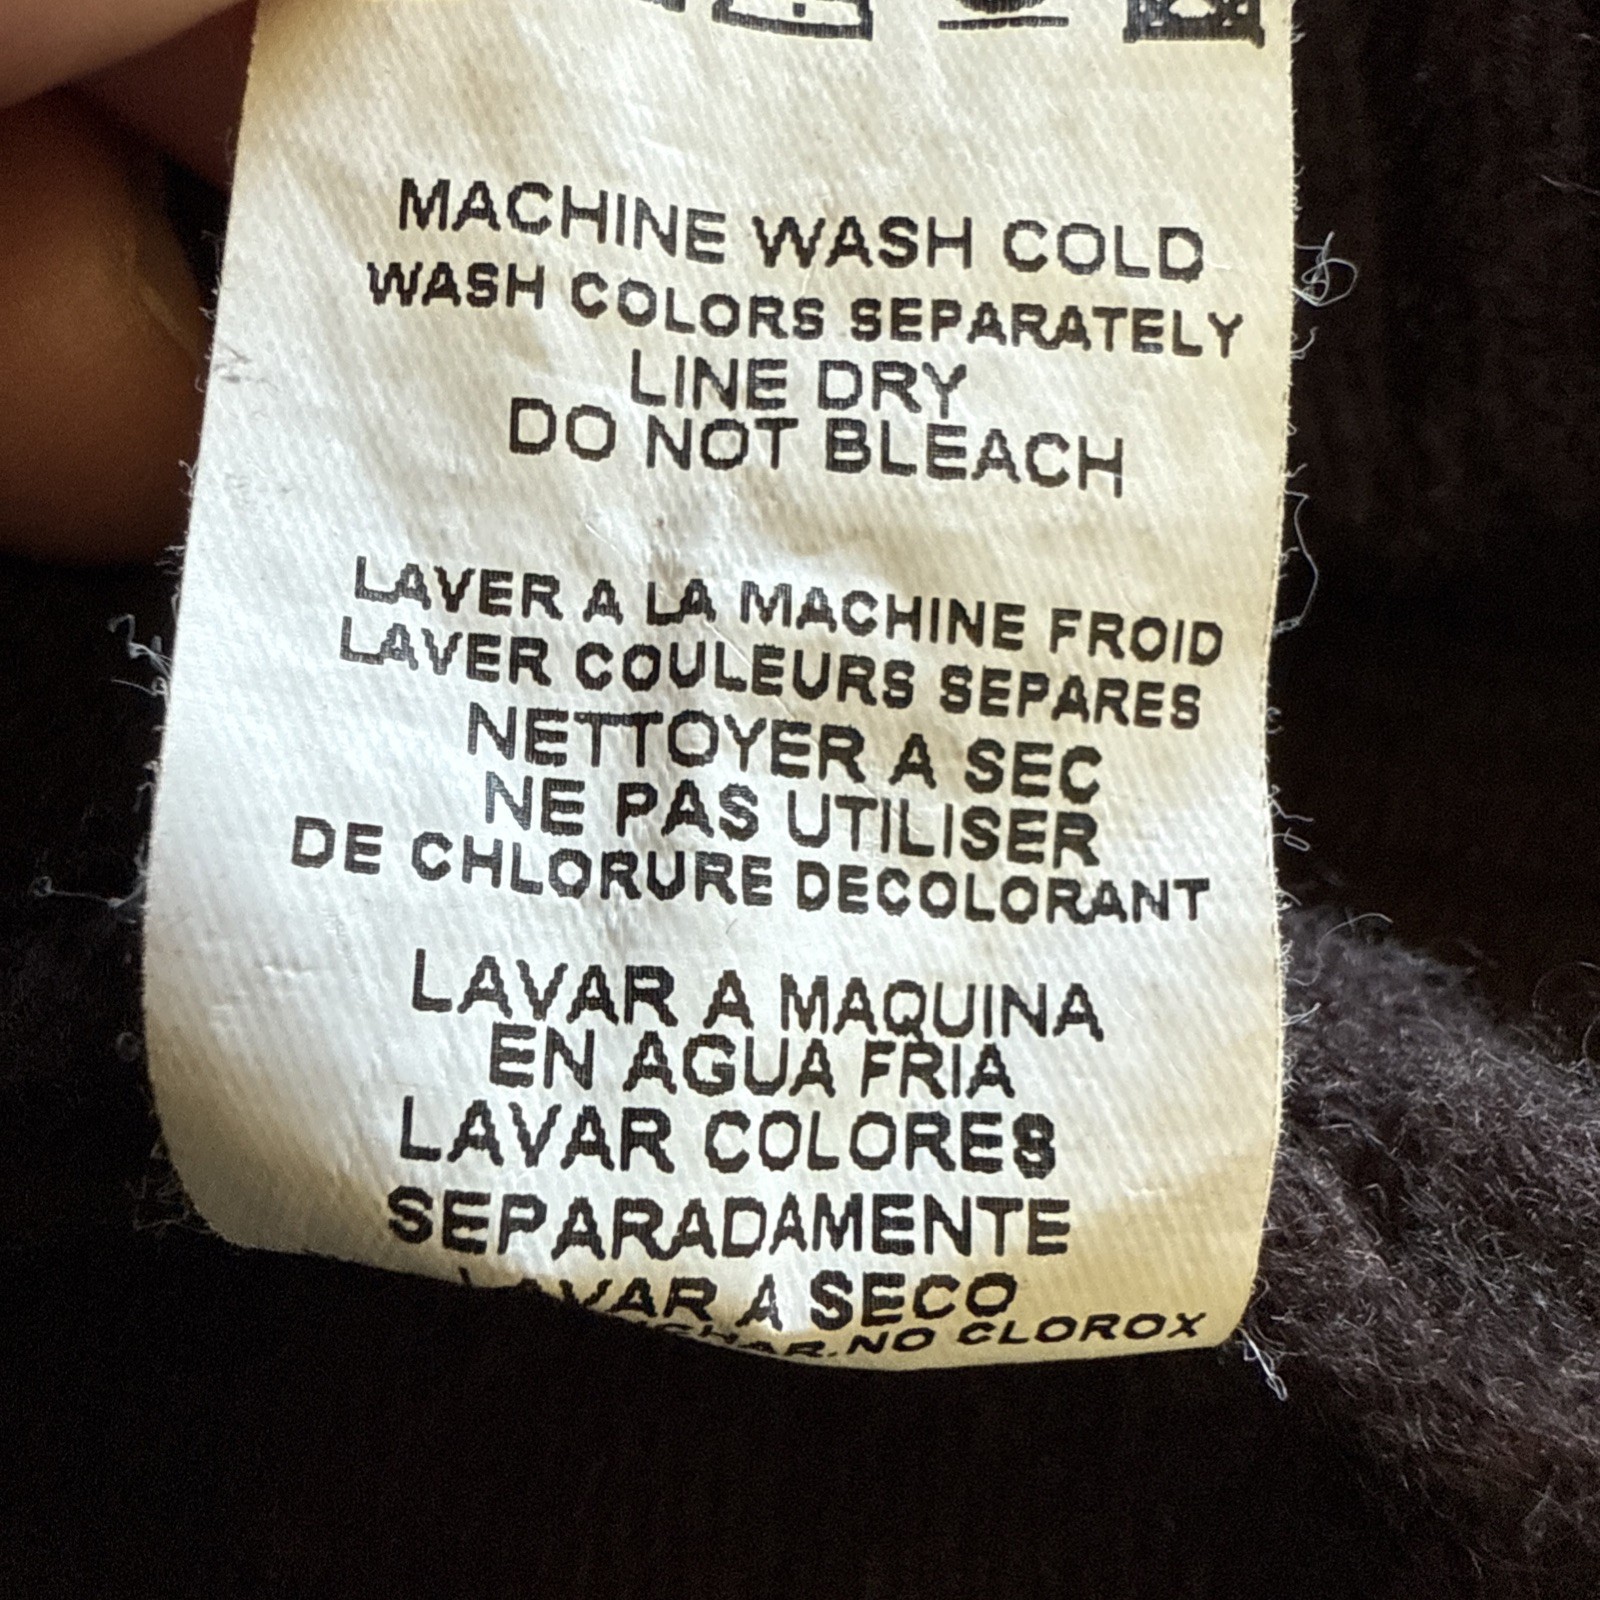 MACHINE WASH COLD
WASH COLORS SEPARATELY
LINE DRY
DO NOT BLEACH
LAVER A LA MACHINE FROID
LAVER COULEURS SEPARES
NETTOYER A SEC
NE PAS UTILISER
DE CHLORURE DECOLORANT
LAVAR A MAQUINA
EN AGUA FRIA
LAVAR COLORES
SEPARADAMENTE
LAVAR A SECO
NO CLOROX